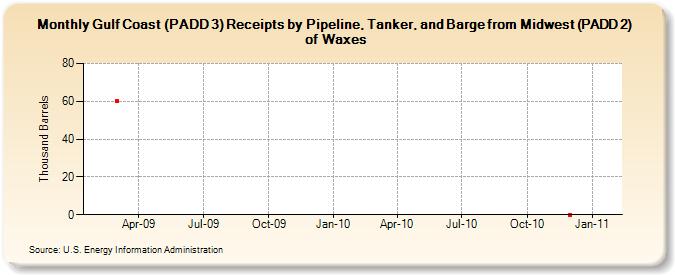 Monthly Gulf Coast (PADD 3) Receipts by Pipeline, Tanker, and Barge from Midwest (PADD 2)
of Waxes
Thousand Barrels
80
60
40
20
0
Apr-09 Jul-09 Oct-09 Jan-10 Apr-10 Jul-10 Oct-10 Jan-11
Source: U.S. Energy Information Administration